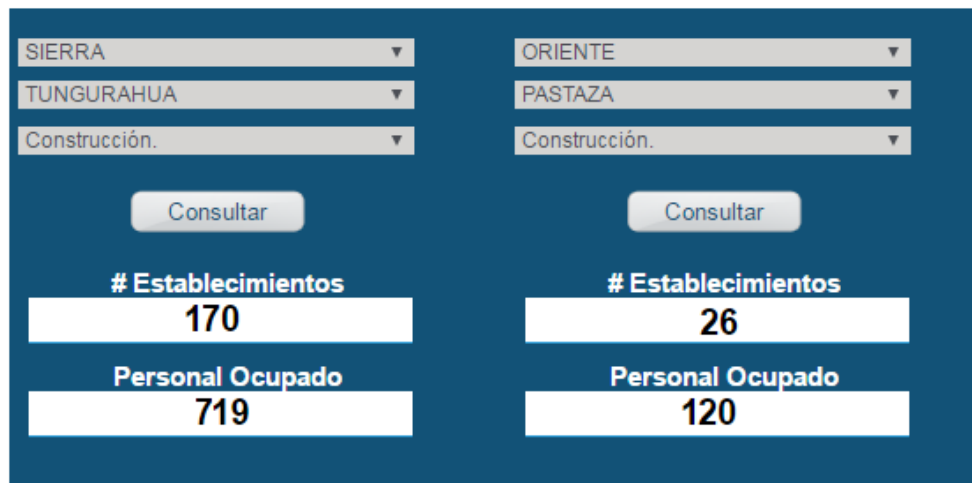 SIERRA
TUNGURAHUA
Construcción.
Consultar
# Establecimientos
170
Personal Ocupado
719
ORIENTE
PASTAZA
Construcción.
Consultar
# Establecimientos
26
Personal Ocupado
120